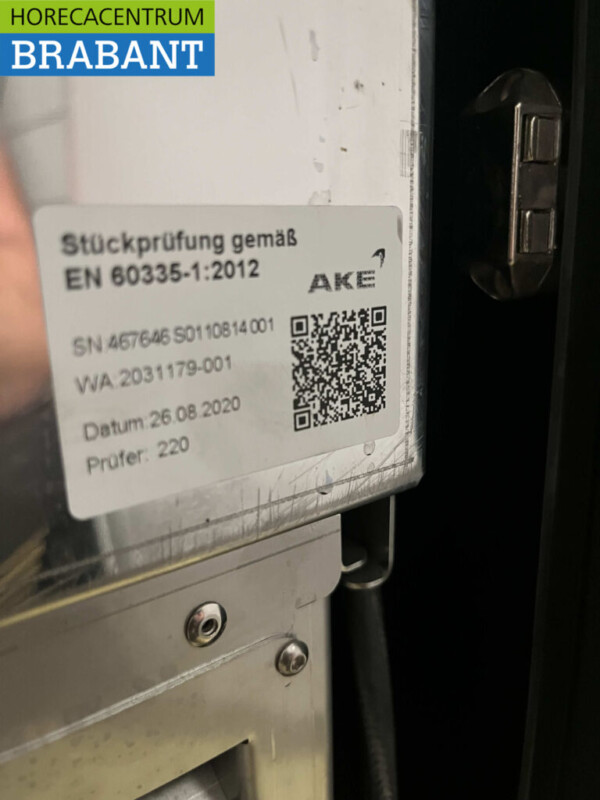 HORECACENTRUM
BRABANT
Stückprüfung gemäß
EN 60335-1:2012
AKE
SN:467646 S0110814 001
WA:2031179-001
Datum:26.08.2020
Prüfer: 220